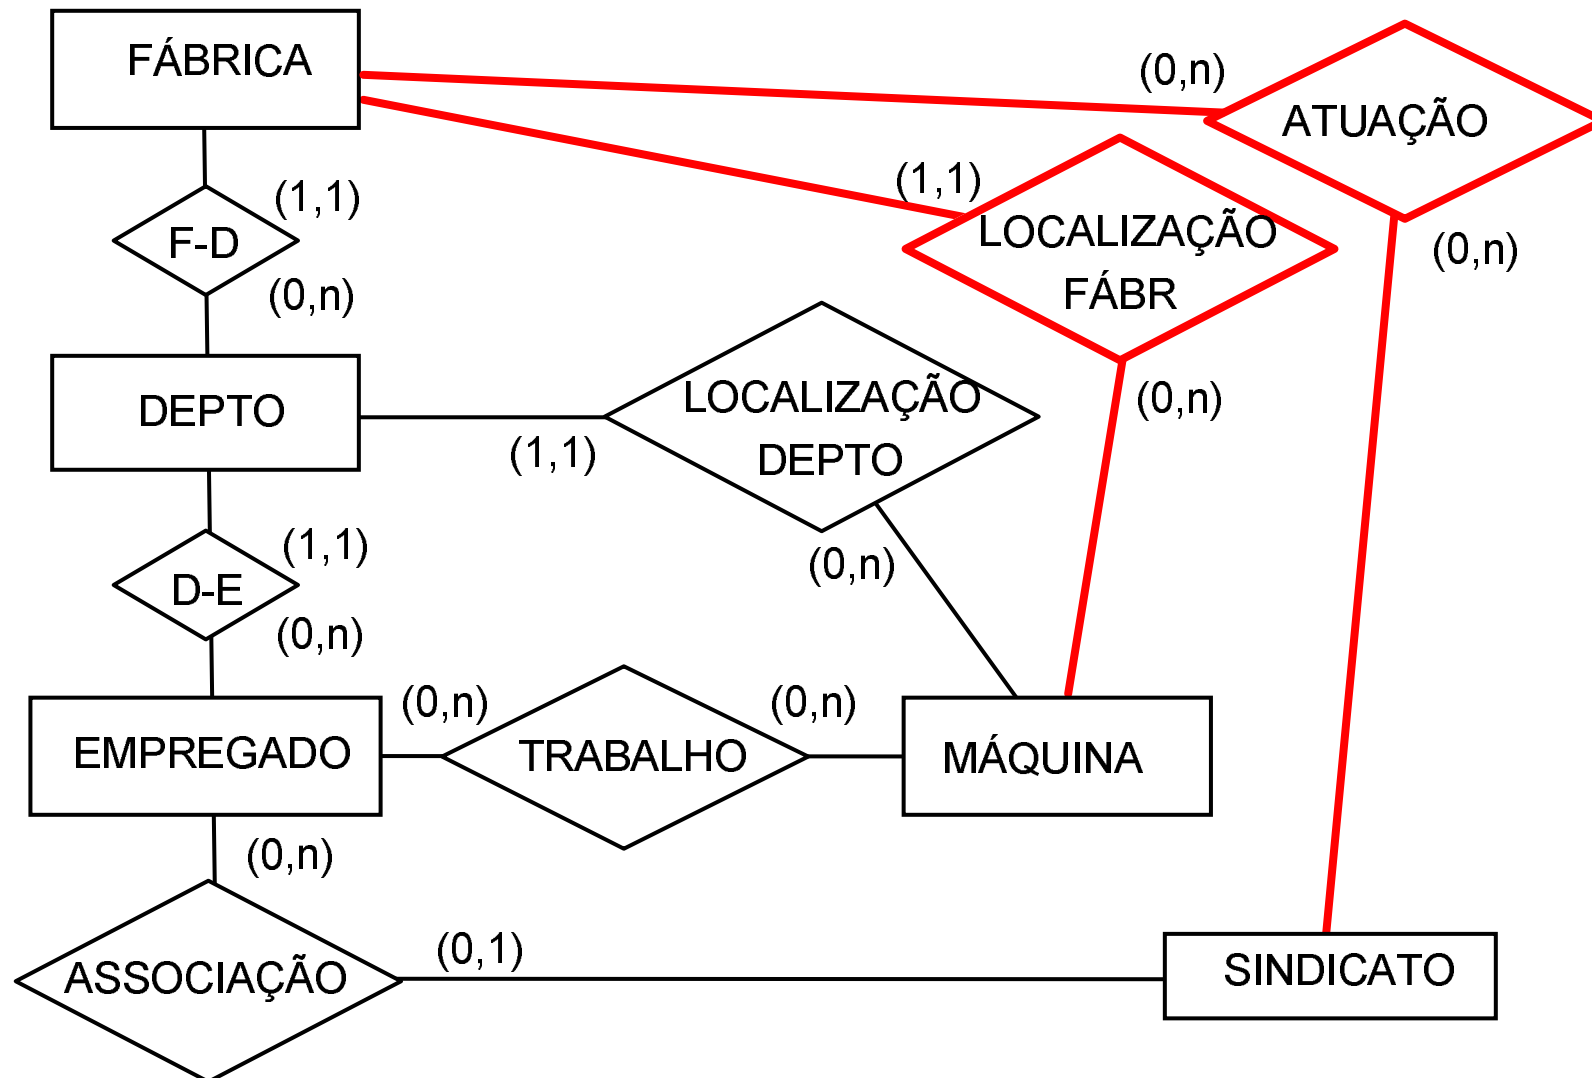 FÁBRICA
(0,n)
ATUAÇÃO
(1,1)
(1,1)
LOCALIZAÇÃO
FÁBR
F-D
(0,n)
(0,n)
DEPTO
LOCALIZAÇÃO
DEPTO
(0,n)
(1,1)
(1,1)
(0,n)
D-E
(0,n)
(0,n)
(0,n)
EMPREGADO
TRABALHO
MÁQUINA
(0,n)
(0,1)
ASSOCIAÇÃO
SINDICATO